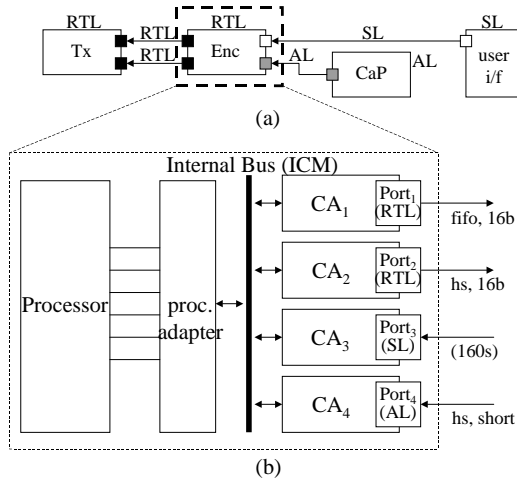 RTL
RTL
RTL
SL
SL
Tx
RTL
Enc
AL
CaP
AL
user
i/f
(a)
Internal Bus (ICM)
Processor
proc.
adapter
CA1
Port1
(RTL)
fifo, 16b
CA2
Port2
(RTL)
hs, 16b
CA3
Port3
(SL)
(160s)
CA4
Port4
(AL)
hs, short
(b)